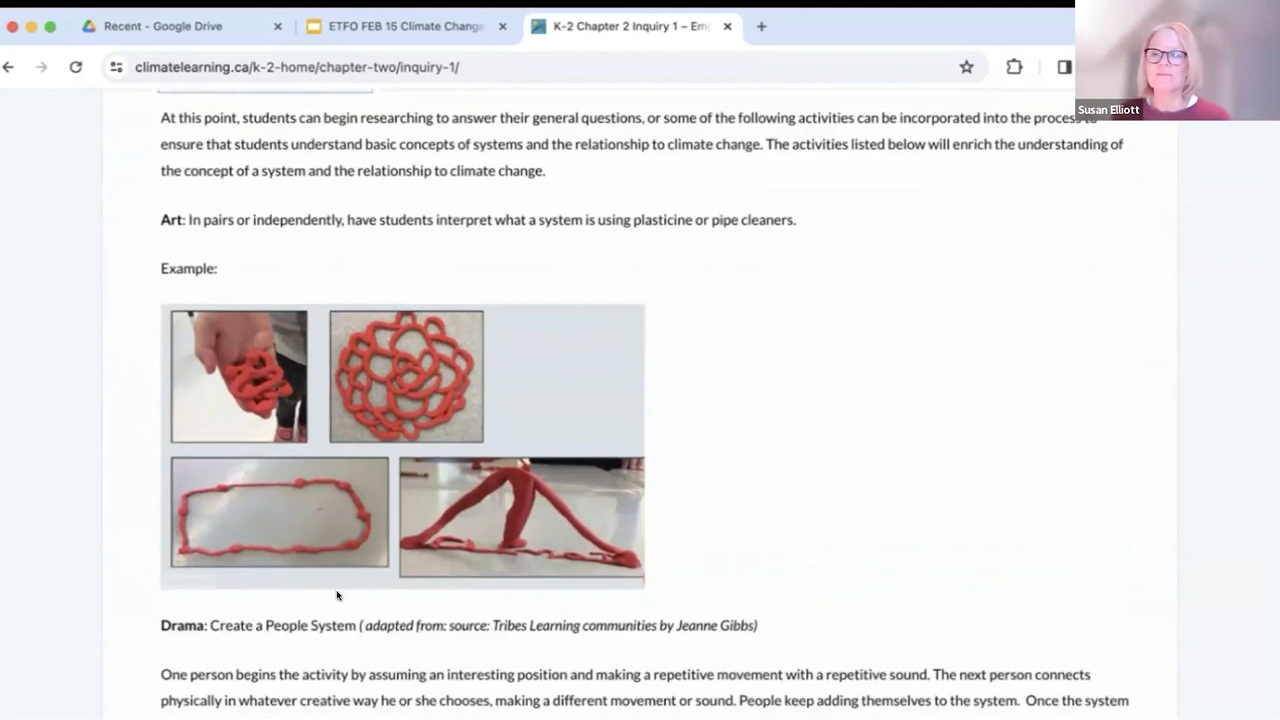 Recent - Google Drive
ETFO FEB 15 Climate Change
K-2 Chapter 2 Inquiry 1 – Em
climatelearning.ca/k-2-home/chapter-two/inquiry-1/
Susan Elliott
At this point, students can begin researching to answer their general questions, or some of the following activities can be incorporated into the process to
ensure that students understand basic concepts of systems and the relationship to climate change. The activities listed below will enrich the understanding of
the concept of a system and the relationship to climate change.
Art: In pairs or independently, have students interpret what a system is using plasticine or pipe cleaners.
Example:
Drama: Create a People System ( adapted from: source: Tribes Learning communities by Jeanne Gibbs)
One person begins the activity by assuming an interesting position and making a repetitive movement with a repetitive sound. The next person connects
physically in whatever creative way he or she chooses, making a different movement or sound. People keep adding themselves to the system. Once the system